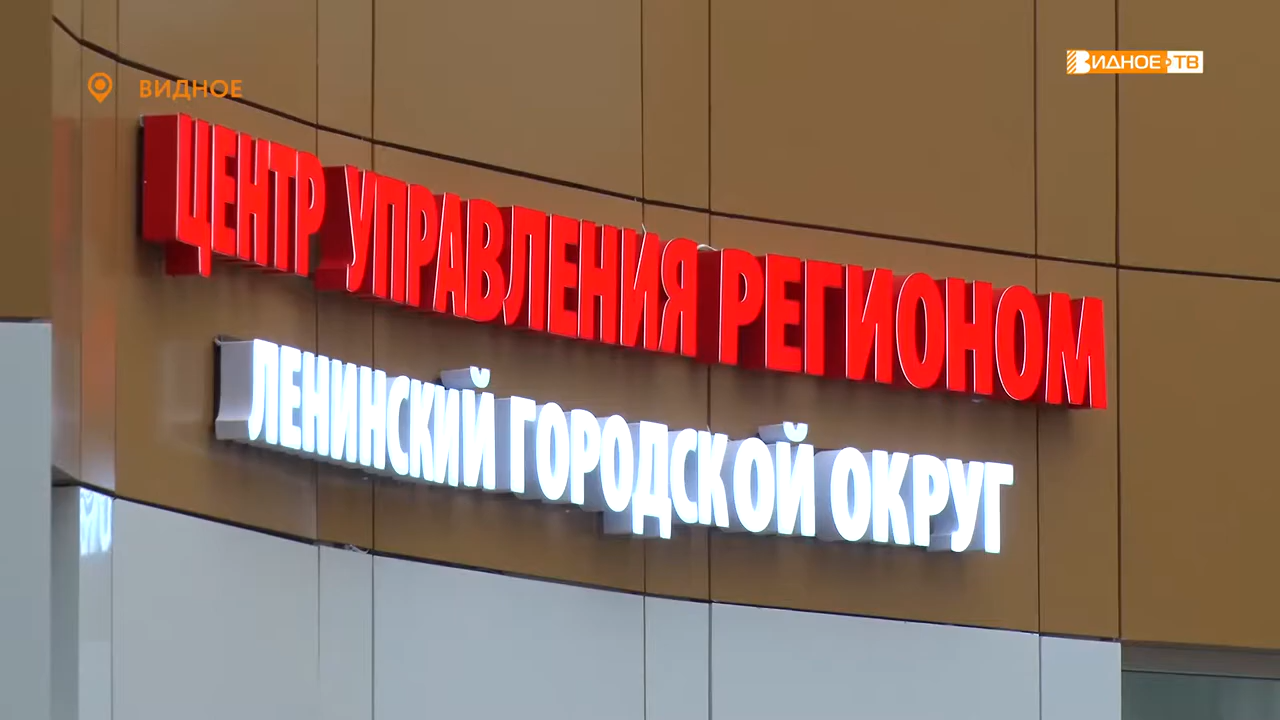 ВИДНОЕ ТВ
ВИДНОЕ
ЦЕНТР УПРАВЛЕНИЯ РЕГИОНОМ
ЛЕНИНСКИЙ ГОРОДСКОЙ ОКРУГ